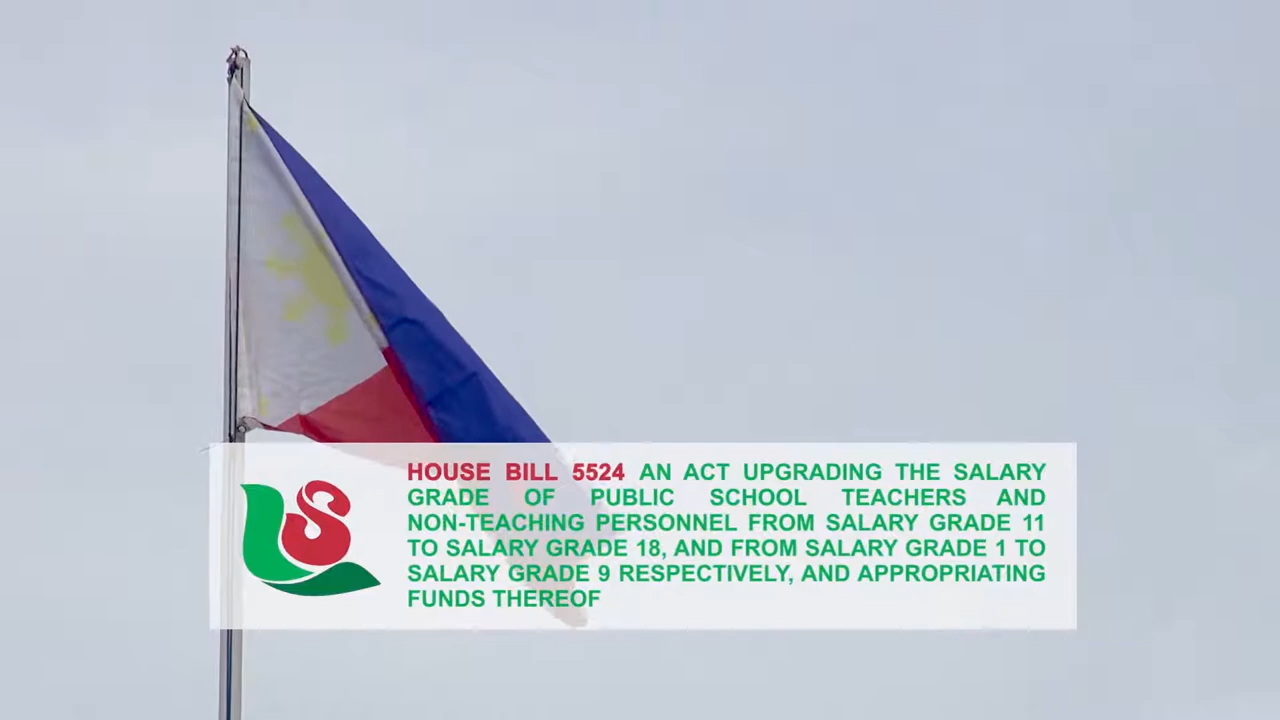 HOUSE BILL 5524 AN ACT UPGRADING THE SALARY
GRADE OF PUBLIC SCHOOL TEACHERS AND
NON-TEACHING PERSONNEL FROM SALARY GRADE 11
TO SALARY GRADE 18, AND FROM SALARY GRADE 1 TO
SALARY GRADE 9 RESPECTIVELY, AND APPROPRIATING
FUNDS THEREOF